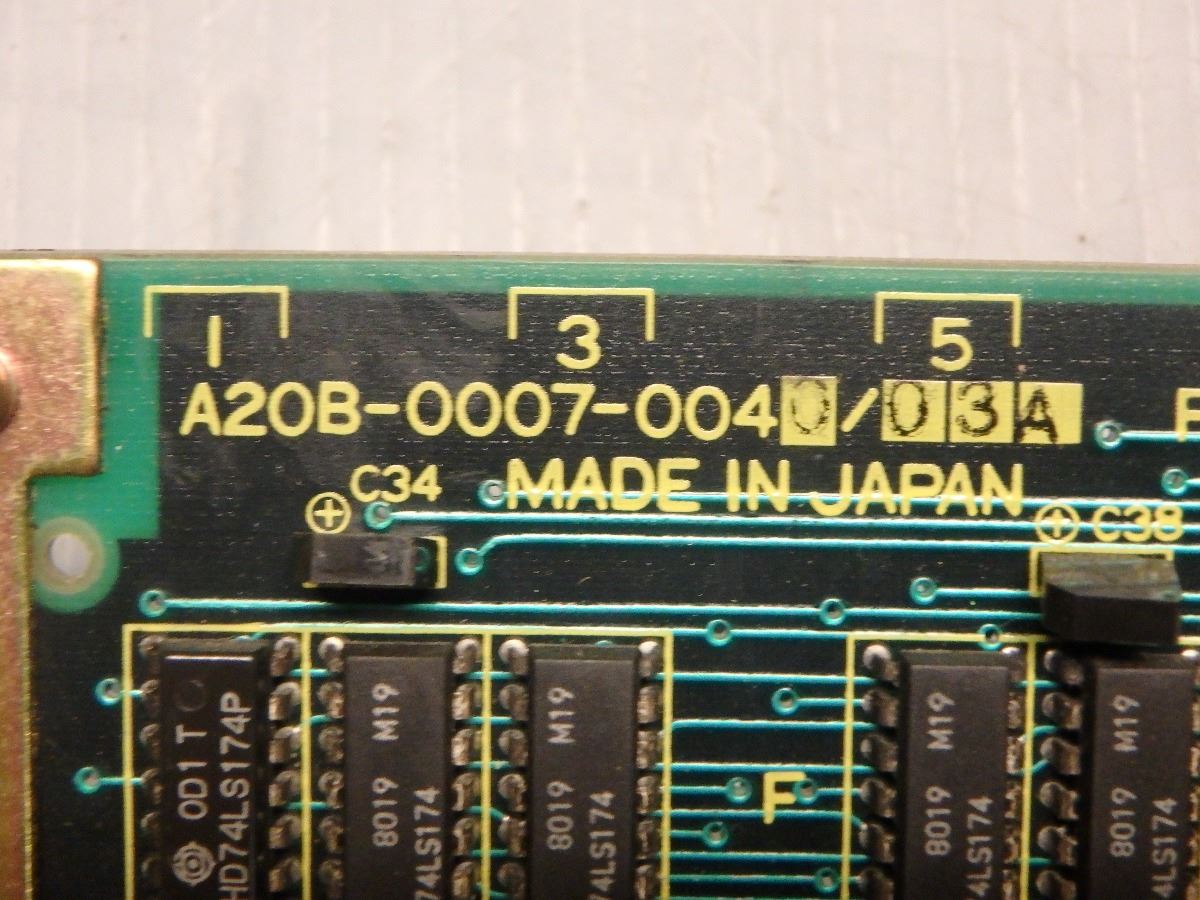 1 3 5
A20B-0007-0040/03A
MADE IN JAPAN
C34
C38
F
0D1 T
HD74LS174P
M19
8019
74LS174
M19
8019
74LS174
M19
8019
74LS174
M19
8019
74LS174